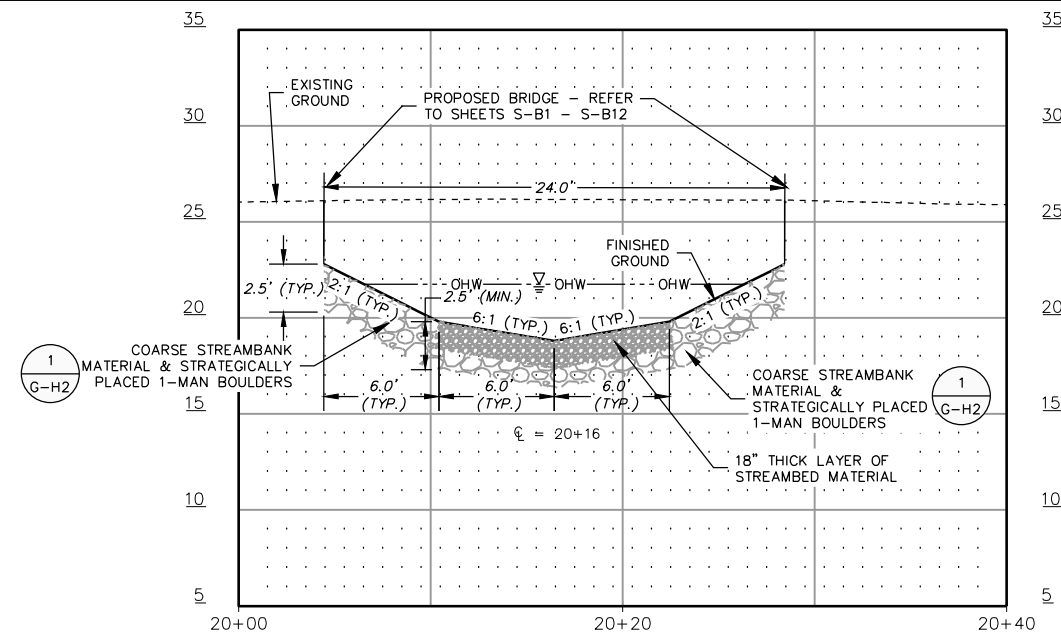 35
35
EXISTING
GROUND
PROPOSED BRIDGE - REFER
TO SHEETS S-B1 - S-B12
30
30
24.0'
25
25
FINISHED
GROUND
OHW
OHW
OHW
2.5' (TYP.)
2:1 (TYP.)
2.5' (MIN.)
6:1 (TYP.)
6:1 (TYP.)
2:1 (TYP.)
20
20
1
G-H2
COARSE STREAMBANK
MATERIAL & STRATEGICALLY
PLACED 1-MAN BOULDERS
6.0'
(TYP.)
6.0'
(TYP.)
6.0'
(TYP.)
COARSE STREAMBANK
MATERIAL &
STRATEGICALLY PLACED
1-MAN BOULDERS
1
G-H2
15
15
℄ = 20+16
18" THICK LAYER OF
STREAMBED MATERIAL
10
10
5
5
20+00
20+20
20+40